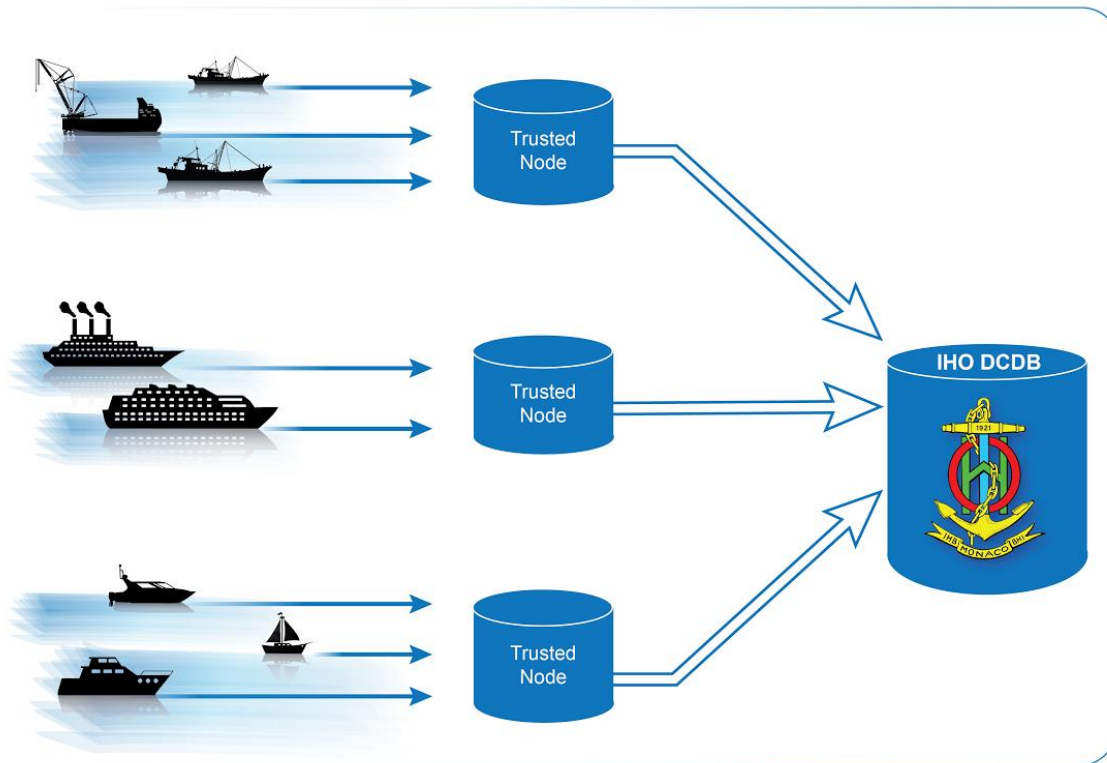 Trusted
Node
Trusted
Node
IHO DCDB
1921
IHB MONACO BHI
Trusted
Node